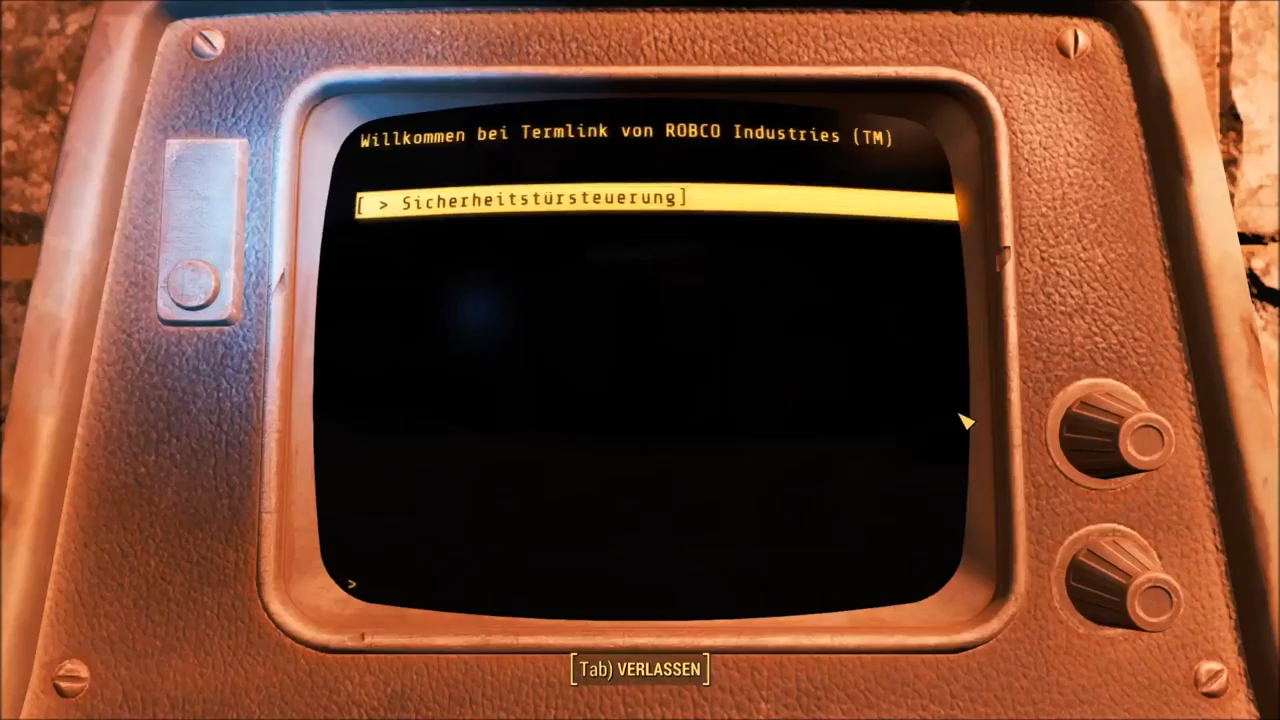 Willkommen bei Termlink von ROBCO Industries (TM)
[ > Sicherheitstürsteuerung]
>
[Tab) VERLASSEN]